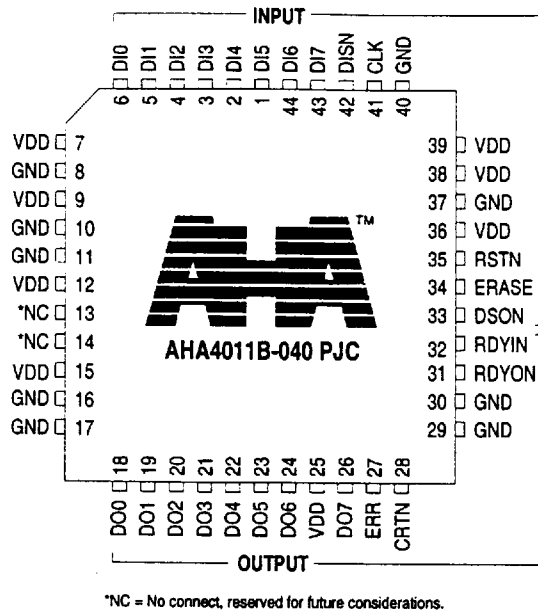 INPUT
DI0 DI1 DI2 DI3 DI4 DI5 DI6 DI7 DISN CLK GND
6 5 4 3 2 1 44 43 42 41 40
VDD 7
GND 8
VDD 9
GND 10
GND 11
VDD 12
*NC 13
*NC 14
VDD 15
GND 16
GND 17
39 VDD
38 VDD
37 GND
36 VDD
35 RSTN
34 ERASE
33 DSON
32 RDYIN
31 RDYON
30 GND
29 GND
AHA TM
AHA4011B-040 PJC
18 19 20 21 22 23 24 25 26 27 28
DO0 DO1 DO2 DO3 DO4 DO5 DO6 VDD DO7 ERR CRTN
OUTPUT
*NC = No connect, reserved for future considerations.